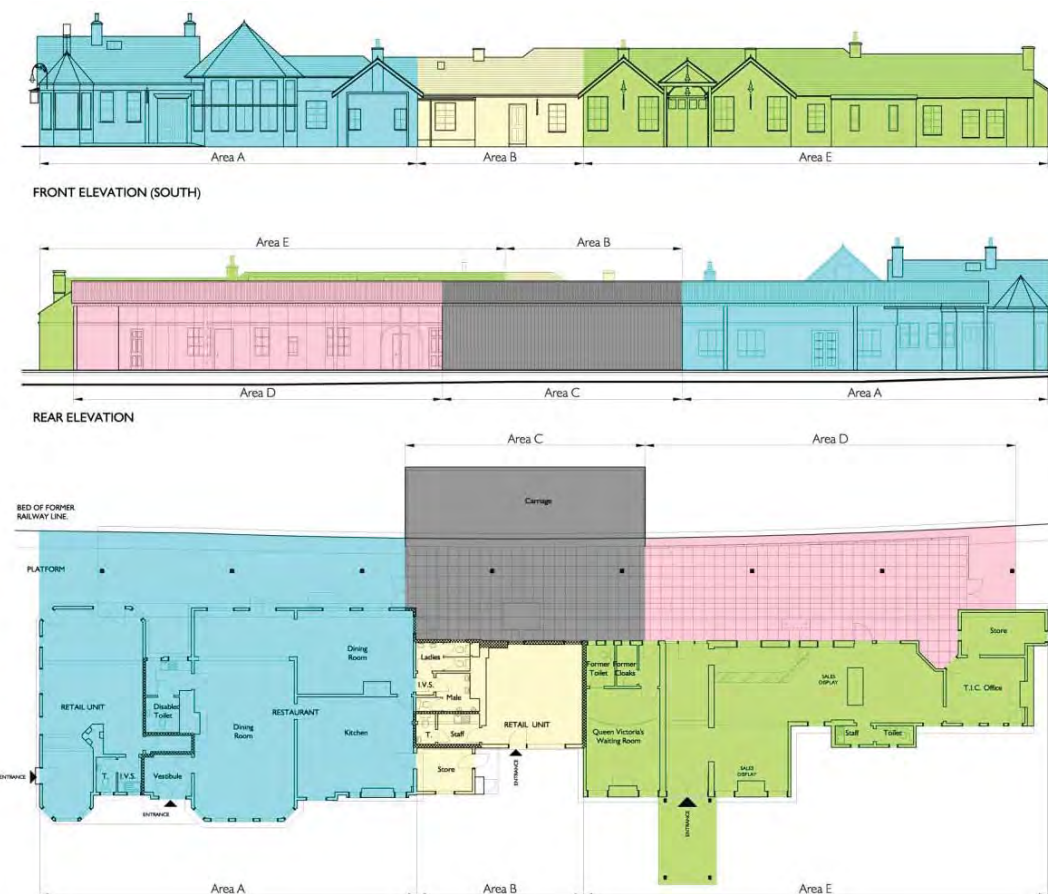 Area A
Area B
Area E
FRONT ELEVATION (SOUTH)
Area E
Area B
Area D
Area C
Area A
REAR ELEVATION
Area C
Area D
Carriage
BED OF FORMER
RAILWAY LINE.
PLATFORM
Dining
Room
Ladies
I.V.S.
Male
T.
Staff
Store
RETAIL UNIT
Disabled
Toilet
RESTAURANT
Dining
Room
Kitchen
RETAIL UNIT
T.
I.V.S.
Vestibule
ENTRANCE
ENTRANCE
ENTRANCE
Former
Toilet
Former
Cloaks
Queen Victoria's
Waiting Room
SALES
DISPLAY
SALES
DISPLAY
Store
T.I.C. Office
Staff
Toilet
ENTRANCE
Area A
Area B
Area E